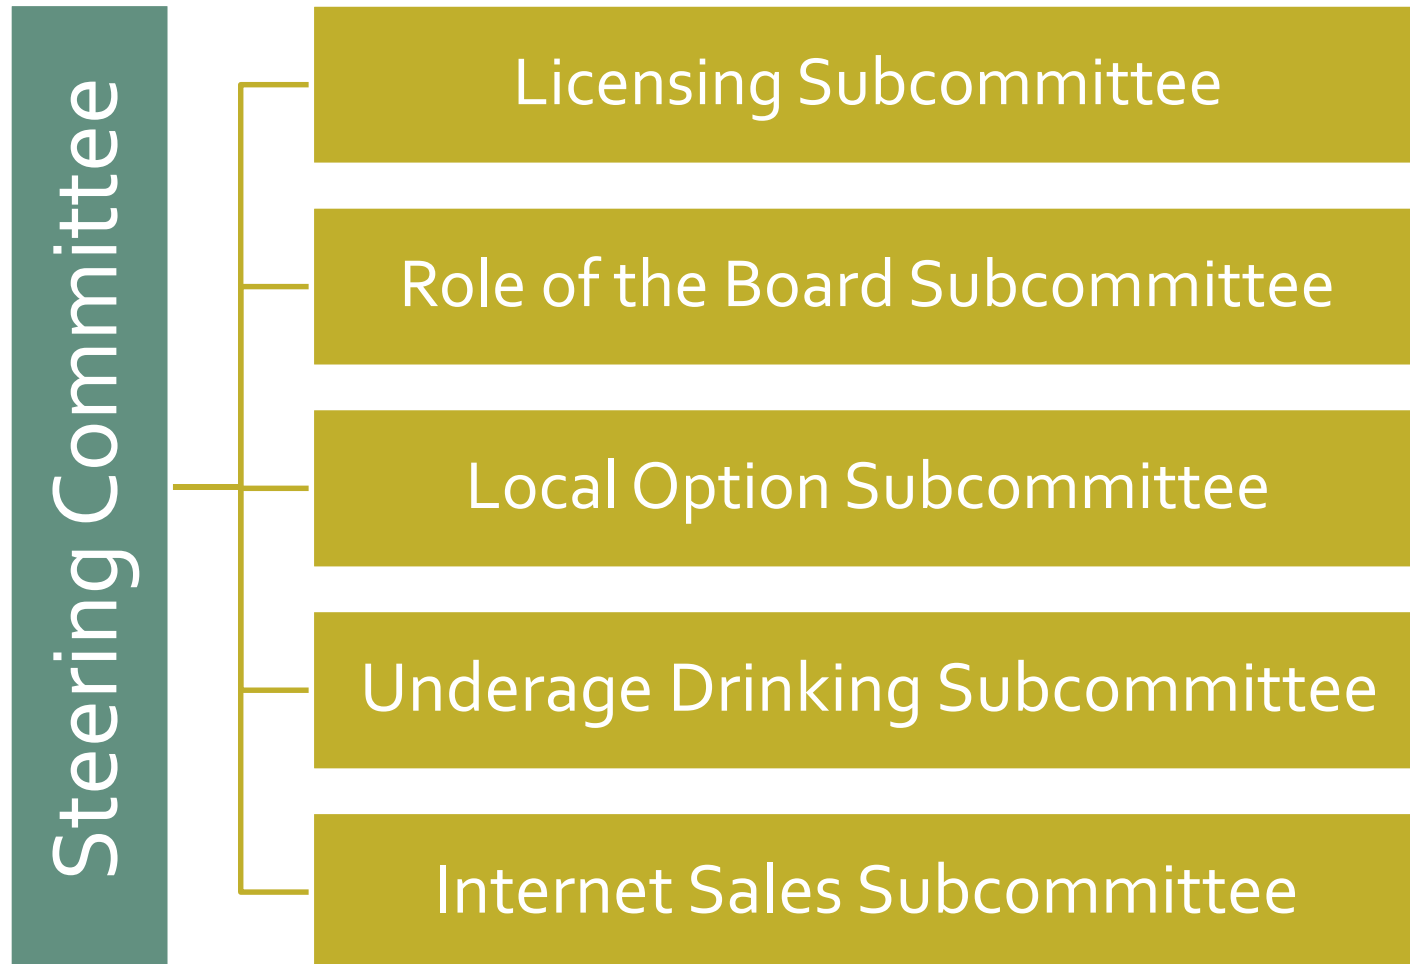 Steering Committee
Licensing Subcommittee
Role of the Board Subcommittee
Local Option Subcommittee
Underage Drinking Subcommittee
Internet Sales Subcommittee